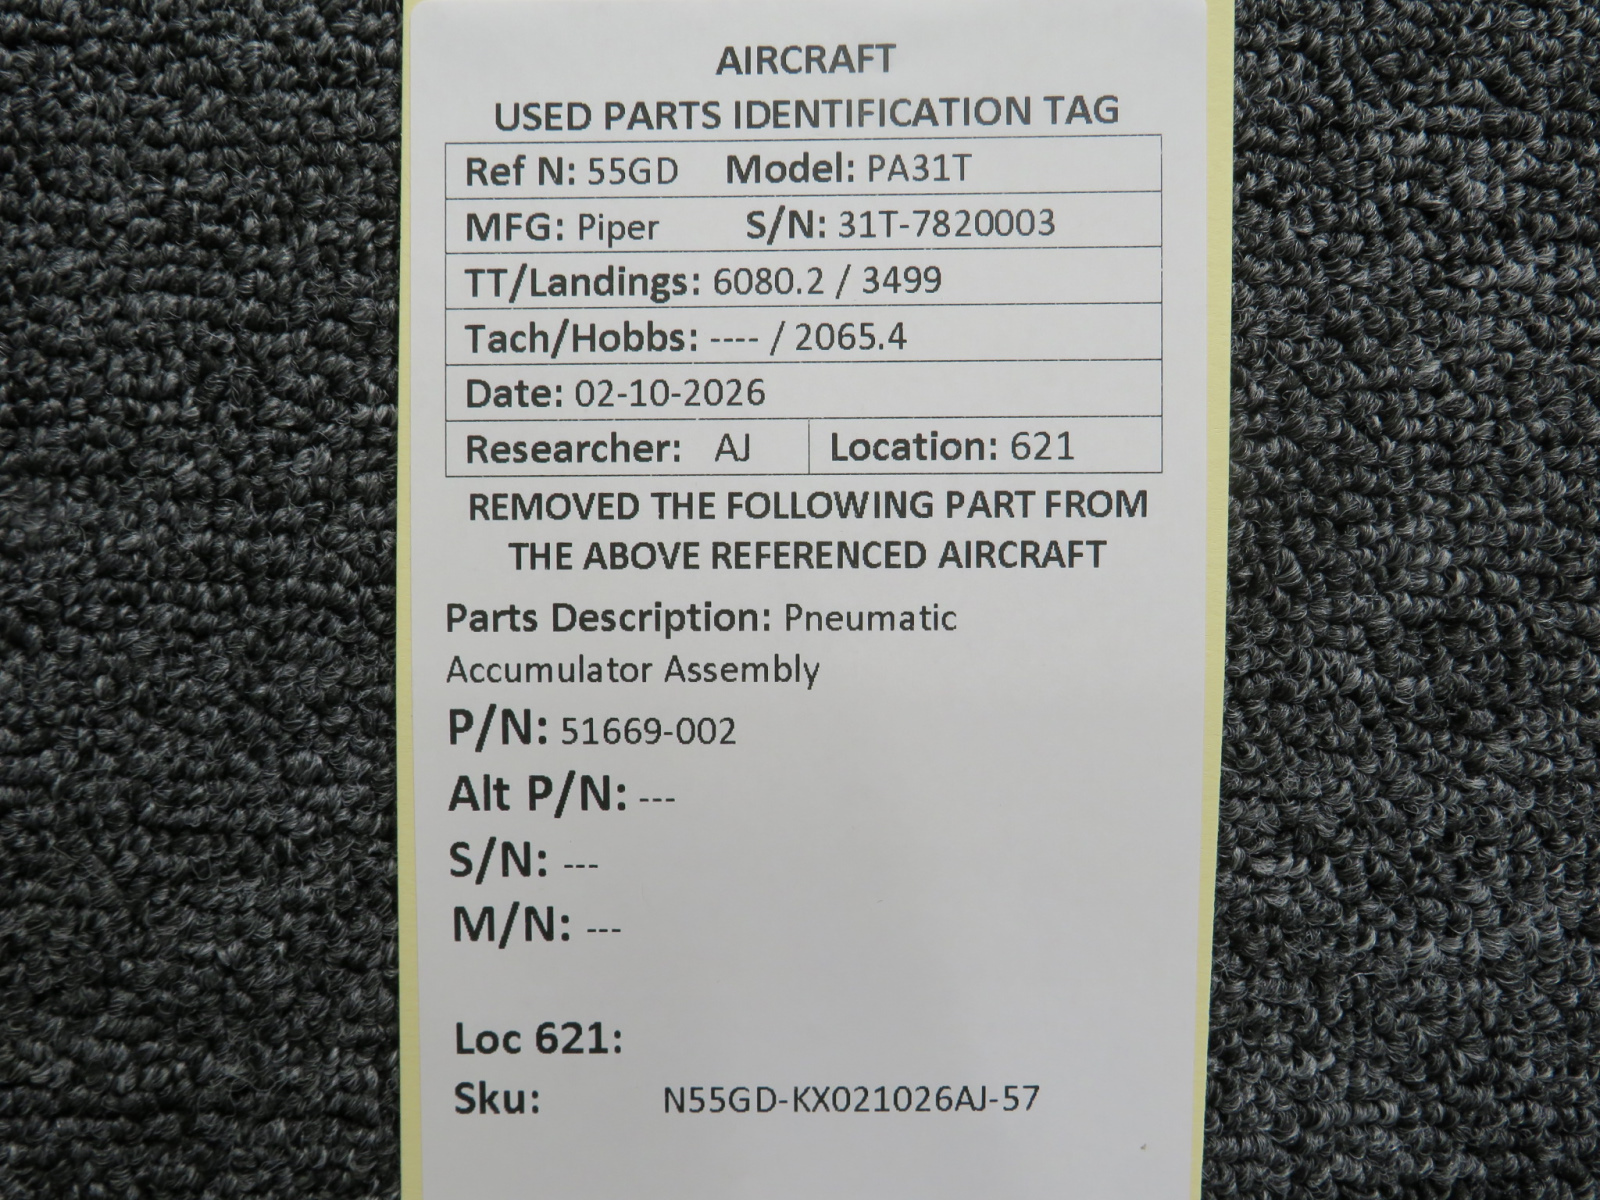 AIRCRAFT
USED PARTS IDENTIFICATION TAG
Ref N: 55GD Model: PA31T
MFG: Piper S/N: 31T-7820003
TT/Landings: 6080.2 / 3499
Tach/Hobbs: ---- / 2065.4
Date: 02-10-2026
Researcher: AJ Location: 621
REMOVED THE FOLLOWING PART FROM
THE ABOVE REFERENCED AIRCRAFT
Parts Description: Pneumatic
Accumulator Assembly
P/N: 51669-002
Alt P/N: ---
S/N: ---
M/N: ---
Loc 621:
Sku: N55GD-KX021026AJ-57